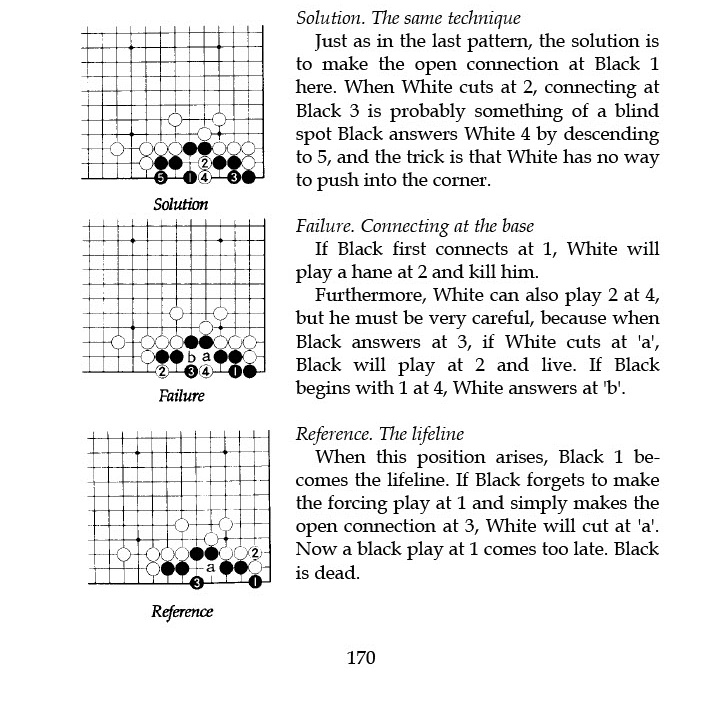 Solution. The same technique
Just as in the last pattern, the solution is
to make the open connection at Black 1
here. When White cuts at 2, connecting at
Black 3 is probably something of a blind
spot Black answers White 4 by descending
to 5, and the trick is that White has no way
to push into the corner.
2
5 1 4 3
Solution
Failure. Connecting at the base
If Black first connects at 1, White will
play a hane at 2 and kill him.
Furthermore, White can also play 2 at 4,
but he must be very careful, because when
Black answers at 3, if White cuts at 'a',
Black will play at 2 and live. If Black
begins with 1 at 4, White answers at 'b'.
b a
2 3 4 1
Failure
Reference. The lifeline
When this position arises, Black 1 be-
comes the lifeline. If Black forgets to make
the forcing play at 1 and simply makes the
open connection at 3, White will cut at 'a'.
Now a black play at 1 comes too late. Black
is dead.
2
a
3 1
Reference
170